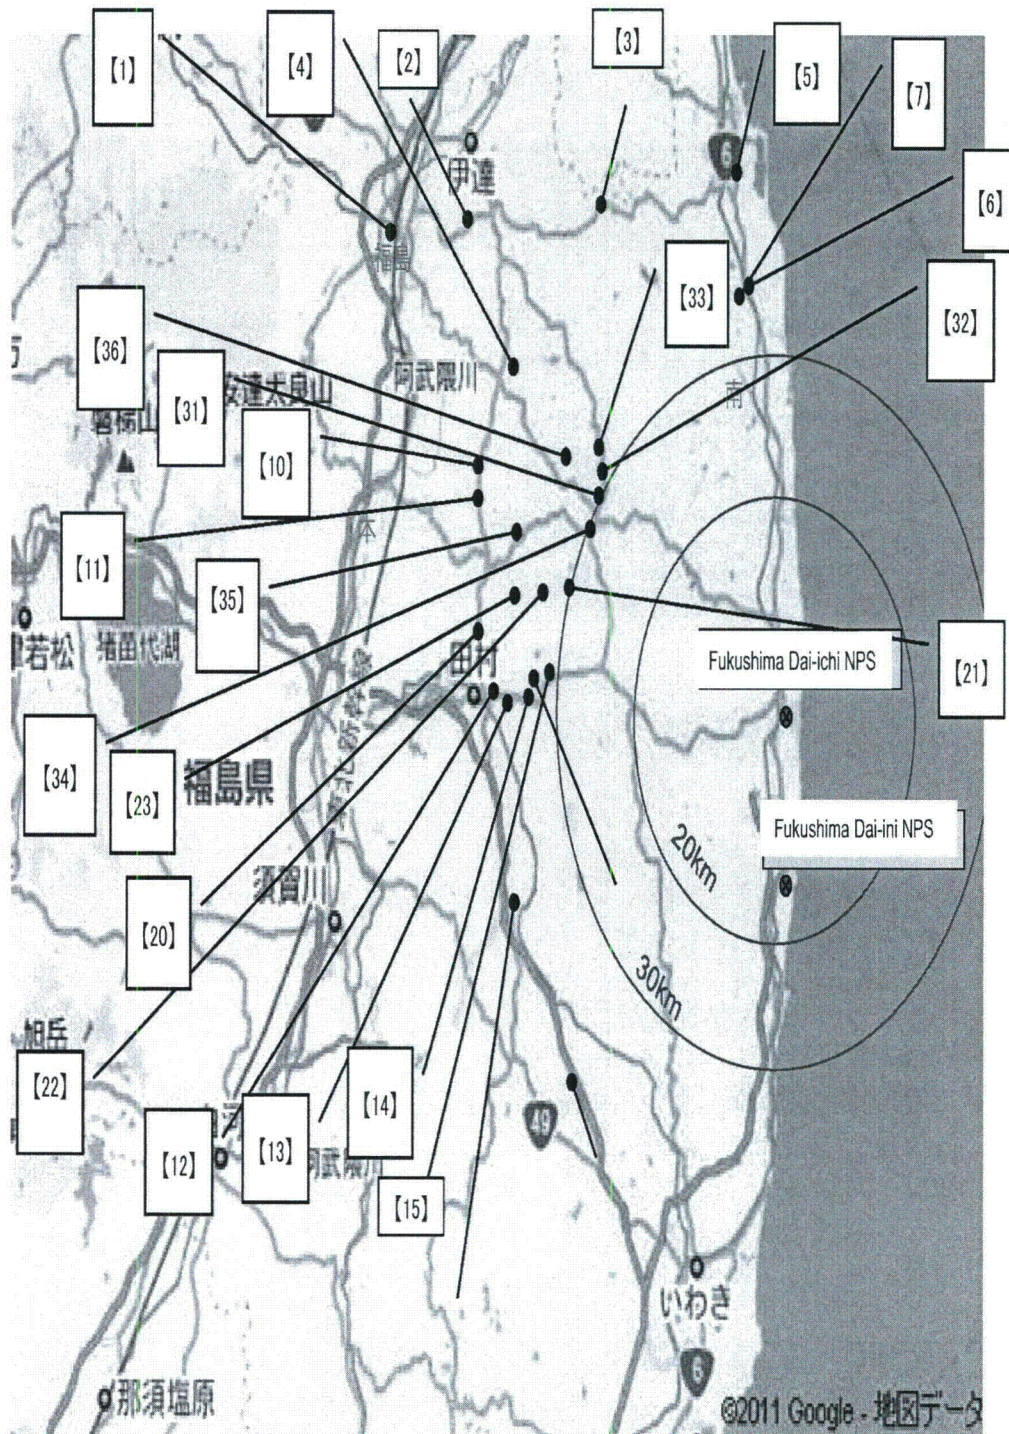 【1】
【4】
【2】
【3】
【5】
【7】
【6】
6
伊達
福島
【33】
【32】
【36】
阿武隈川
南
【31】
安達太良山
磐梯山
【10】
【11】
本
【35】
若松
猪苗代湖
田村
Fukushima Dai-ichi NPS
【21】
【34】
【23】
福島県
Fukushima Dai-ini NPS
20km
【20】
須賀川
30km
旭岳
【22】
【14】
49
【12】
【13】
阿武隈川
【15】
いわき
6
那須塩原
©2011 Google - 地図データ